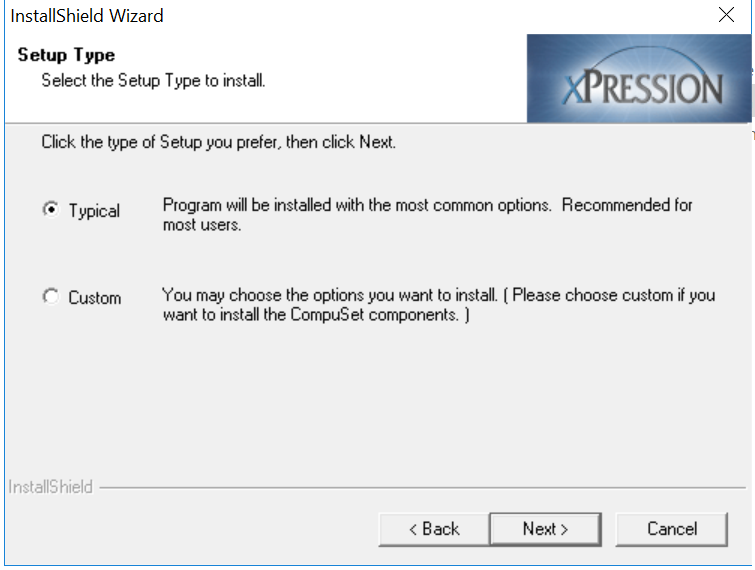 InstallShield Wizard
Setup Type
Select the Setup Type to install.
xPRESSION
Click the type of Setup you prefer, then click Next.
Typical
Program will be installed with the most common options.  Recommended for
most users.
Custom
You may choose the options you want to install. ( Please choose custom if you
want to install the CompuSet components. )
InstallShield
< Back
Next >
Cancel